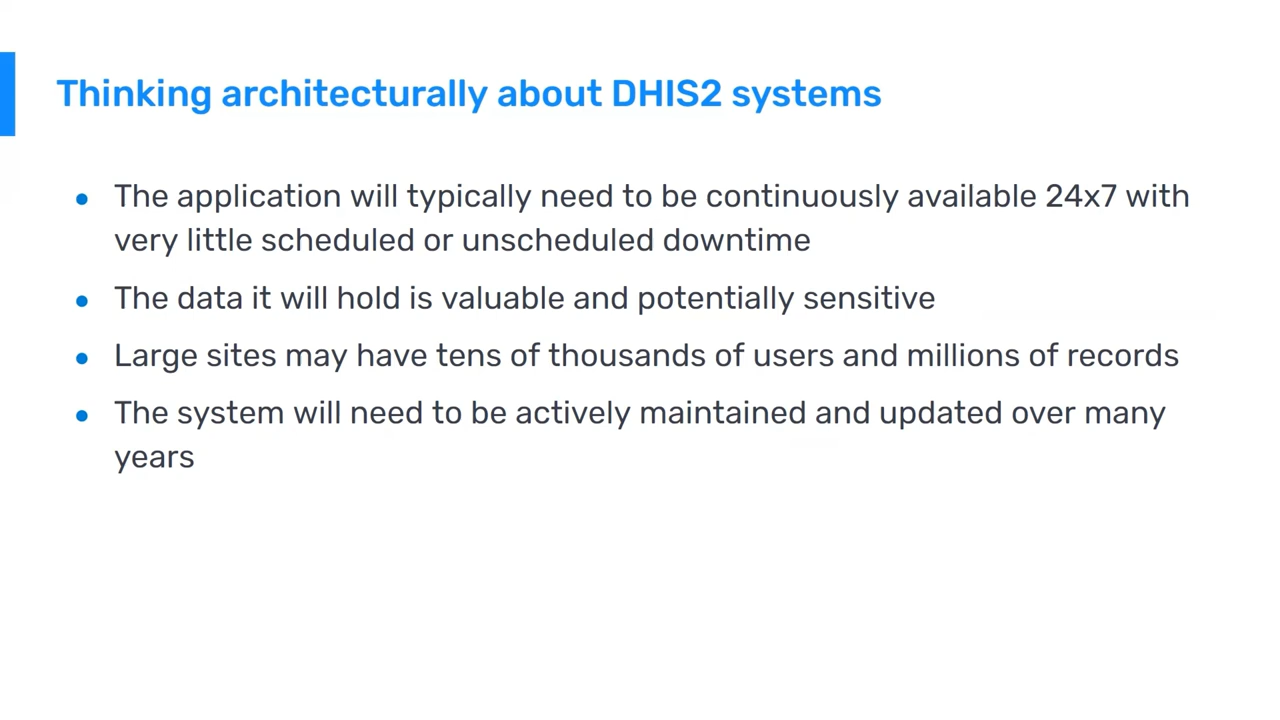 Thinking architecturally about DHIS2 systems
● The application will typically need to be continuously available 24x7 with
very little scheduled or unscheduled downtime
● The data it will hold is valuable and potentially sensitive
● Large sites may have tens of thousands of users and millions of records
● The system will need to be actively maintained and updated over many
years